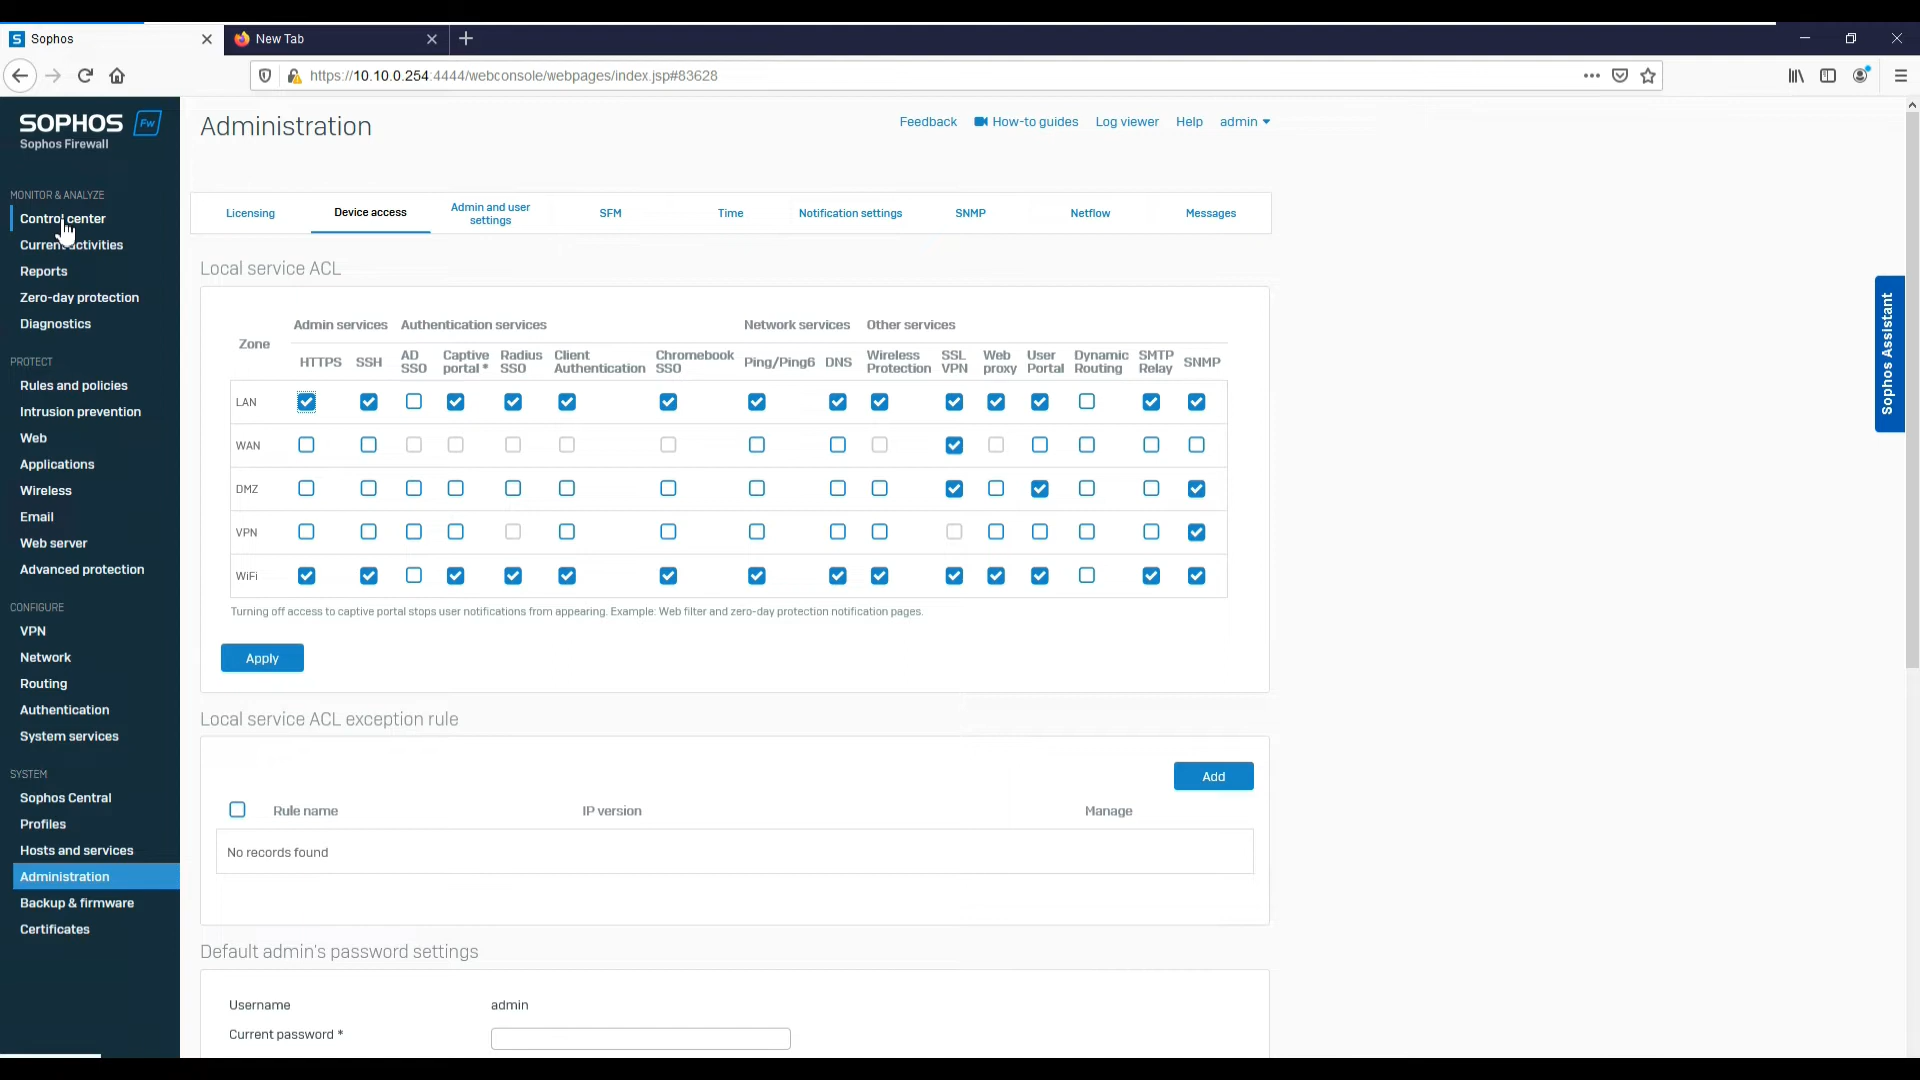 Sophos
New Tab
https://10.10.0.254:4444/webconsole/webpages/index.jsp#83628
SOPHOS Fw
Sophos Firewall
Administration
Feedback How-to guides Log viewer Help admin
MONITOR & ANALYZE
Control center
Current activities
Reports
Zero-day protection
Diagnostics
PROTECT
Rules and policies
Intrusion prevention
Web
Applications
Wireless
Email
Web server
Advanced protection
CONFIGURE
VPN
Network
Routing
Authentication
System services
SYSTEM
Sophos Central
Profiles
Hosts and services
Administration
Backup & firmware
Certificates
Licensing Device access Admin and user settings SFM Time Notification settings SNMP Netflow Messages
Local service ACL
Zone Admin services Authentication services Network services Other services
HTTPS SSH AD SSO Captive portal * Radius SSO Client Authentication Chromebook SSO Ping/Ping6 DNS Wireless Protection SSL VPN Web proxy User Portal Dynamic Routing SMTP Relay SNMP
LAN
WAN
DMZ
VPN
WiFi
Turning off access to captive portal stops user notifications from appearing. Example: Web filter and zero-day protection notification pages.
Apply
Local service ACL exception rule
Add
Rule name IP version Manage
No records found
Default admin's password settings
Username admin
Current password *
Sophos Assistant